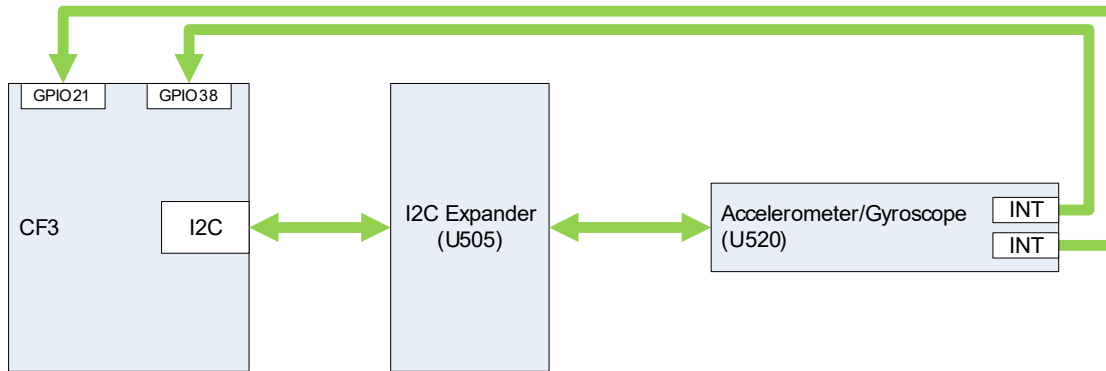 GPIO21
GPIO38
CF3
I2C
I2C Expander
(U505)
Accelerometer/Gyroscope
(U520)
INT
INT